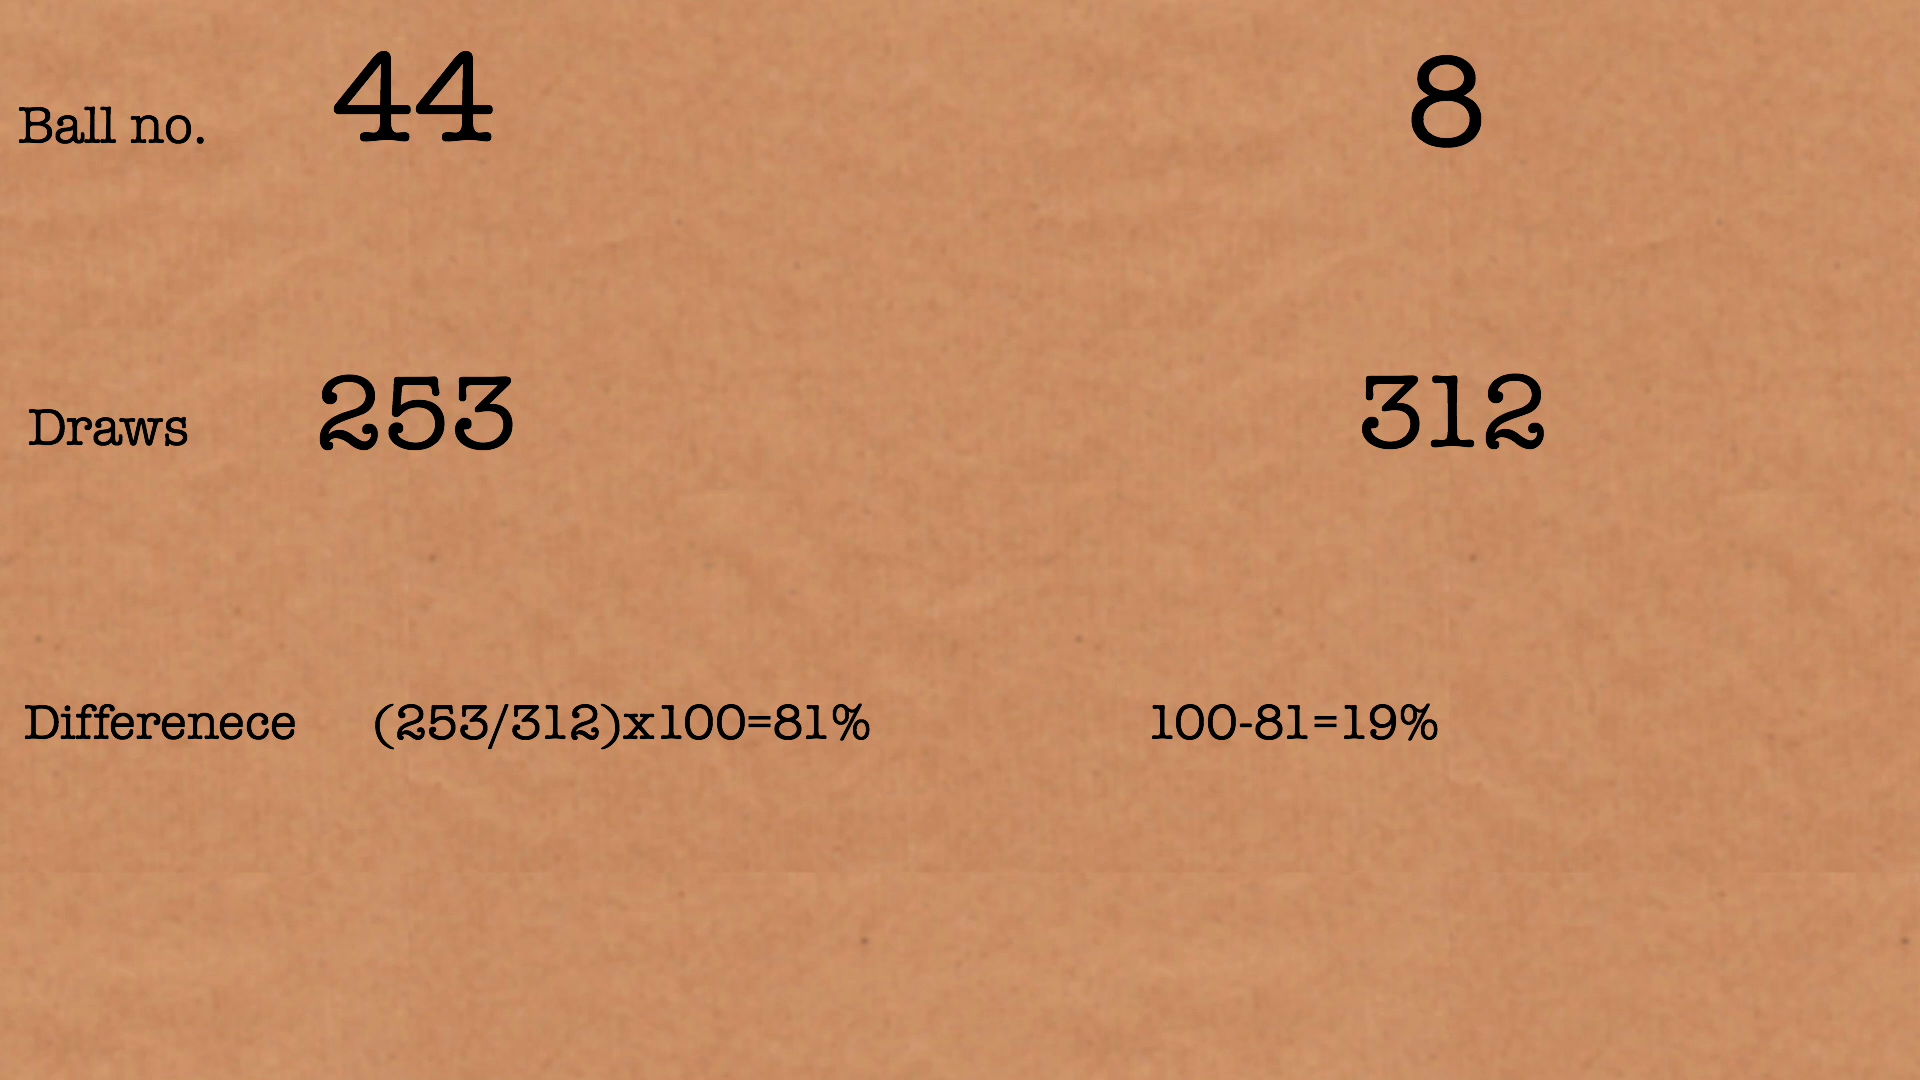 Ball no. 44 8
Draws 253 312
Differenece (253/312)x100=81% 100-81=19%